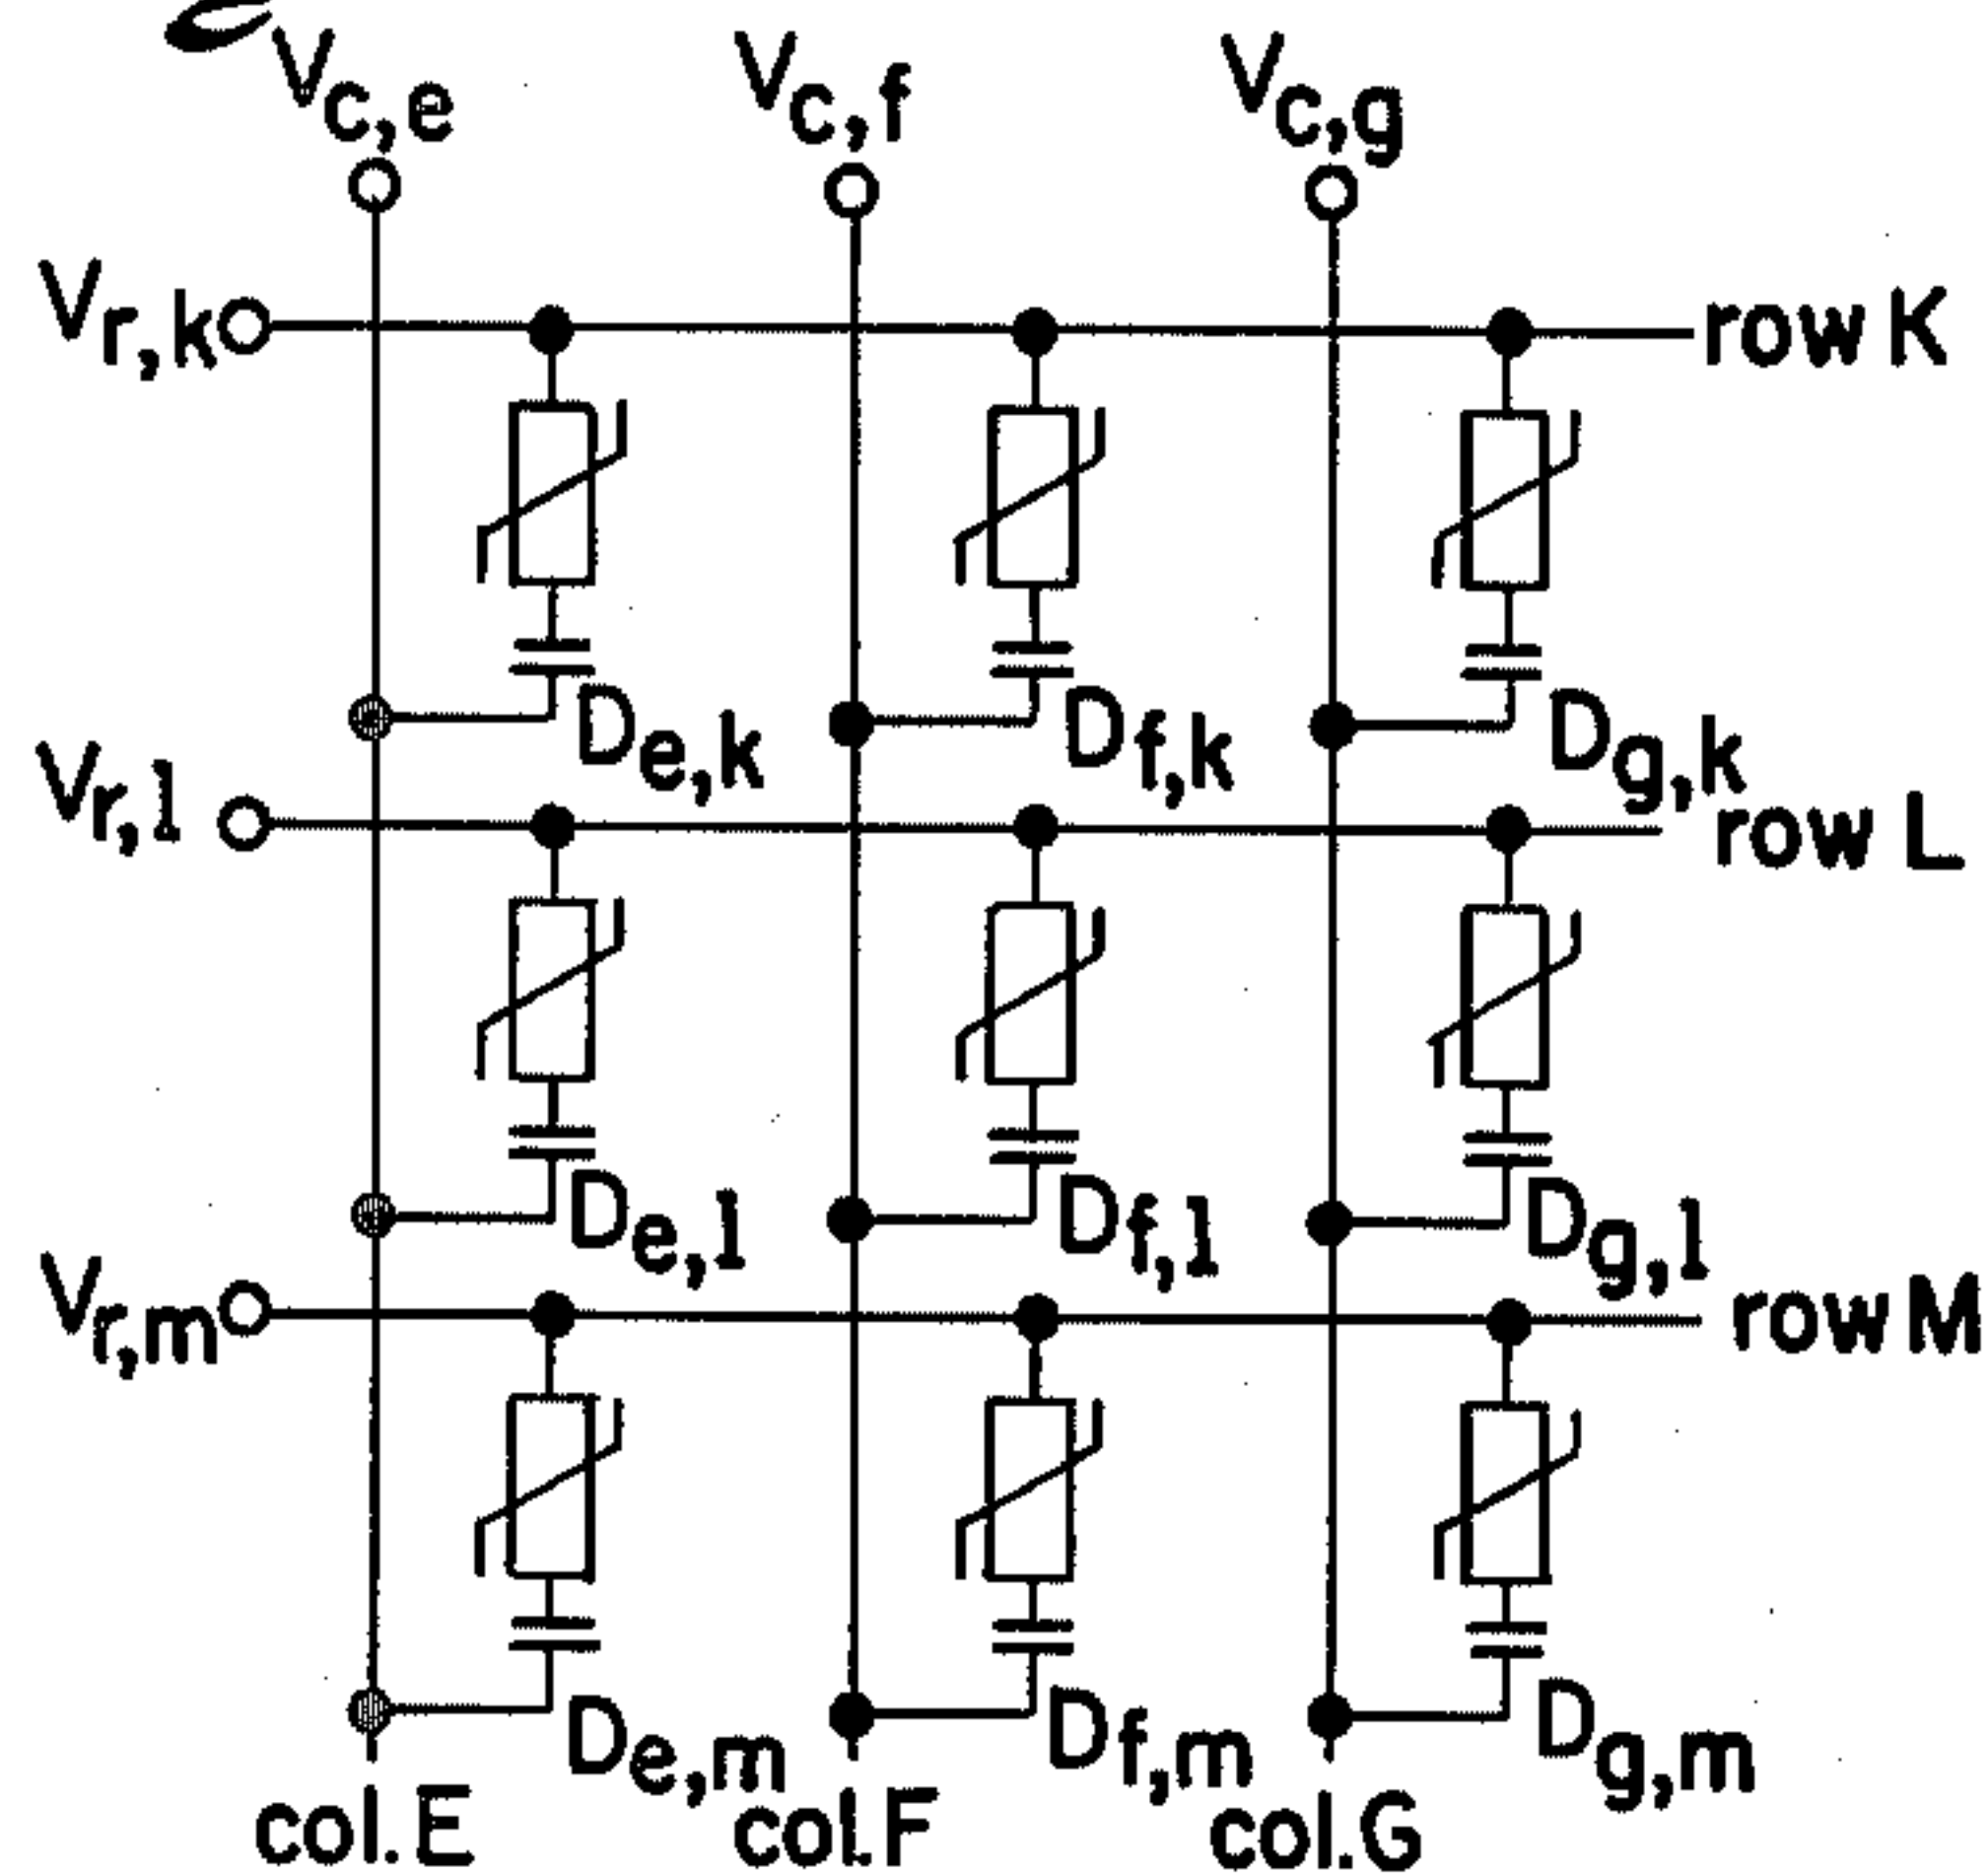 Vc,e Vc,f Vc,g
Vr,k row K
De,k Df,k Dg,k
Vr,l row L
De,l Df,l Dg,l
Vr,m row M
De,m Df,m Dg,m
col.E col.F col.G